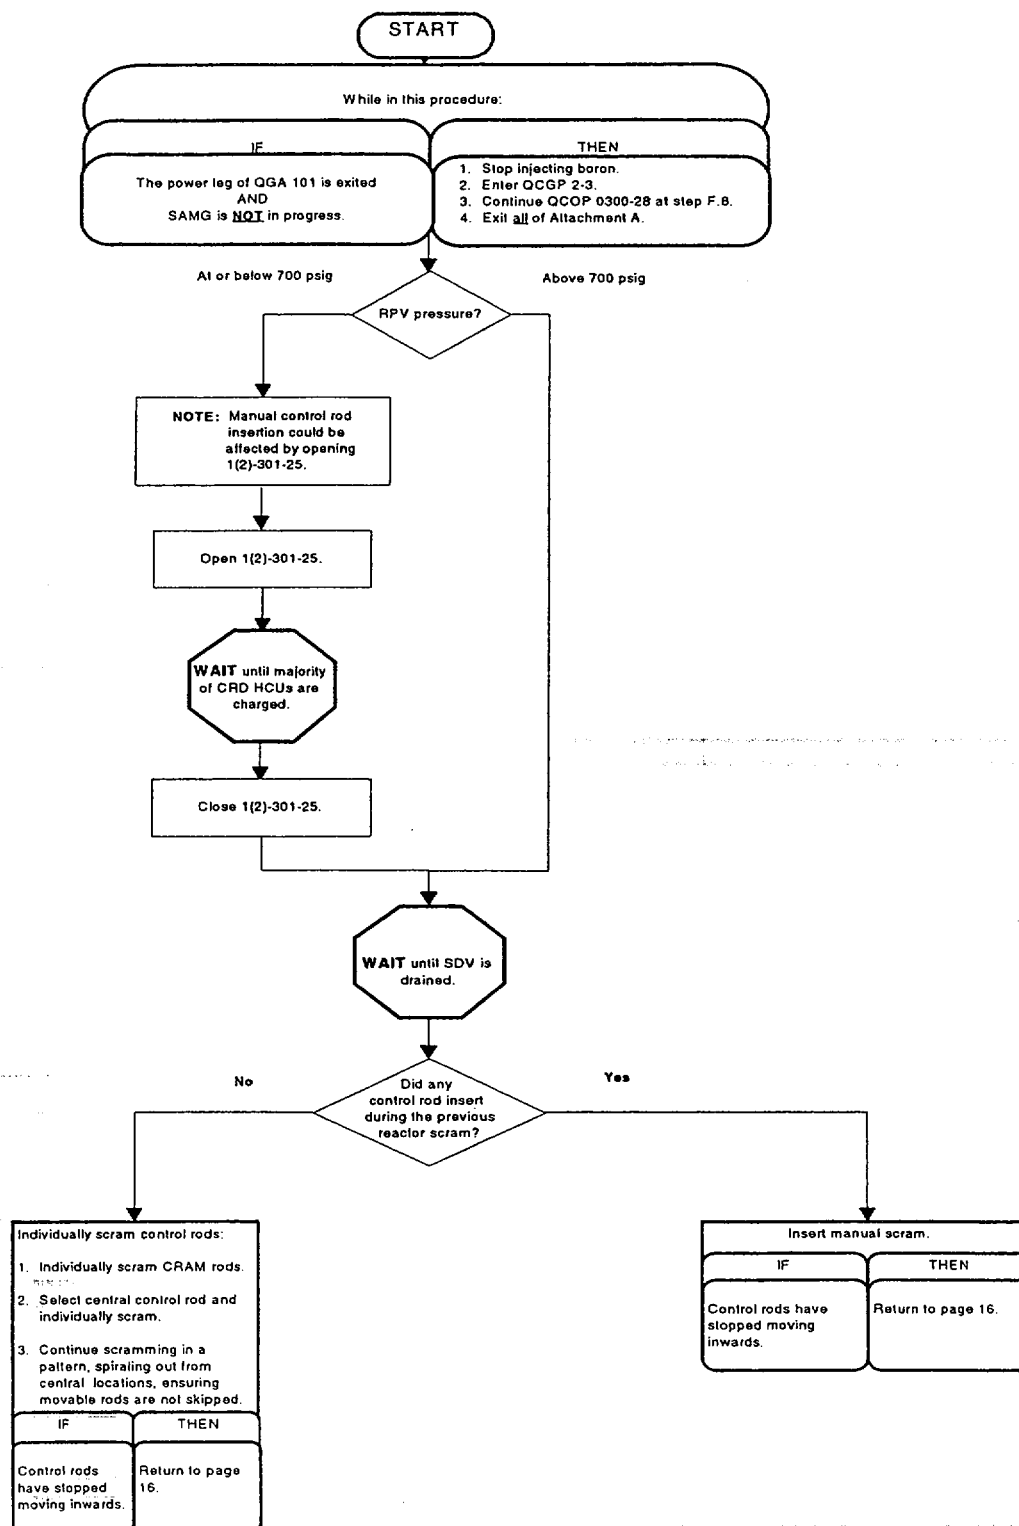 START
While in this procedure:
IF
THEN
The power leg of QGA 101 is exited
AND
SAMG is NOT in progress.
1. Stop injecting boron.
2. Enter QCGP 2-3.
3. Continue QCOP 0300-28 at step F.8.
4. Exit all of Attachment A.
At or below 700 psig
Above 700 psig
RPV pressure?
NOTE: Manual control rod
insertion could be
affected by opening
1(2)-301-25.
Open 1(2)-301-25.
WAIT until majority
of CRD HCUs are
charged.
Close 1(2)-301-25.
WAIT until SDV is
drained.
No
Yes
Did any
control rod insert
during the previous
reactor scram?
Individually scram control rods:
1. Individually scram CRAM rods.
2. Select central control rod and
individually scram.
3. Continue scramming in a
pattern, spiraling out from
central locations, ensuring
movable rods are not skipped.
IF
THEN
Control rods
have stopped
moving inwards.
Return to page
16.
Insert manual scram.
IF
THEN
Control rods have
stopped moving
inwards.
Return to page 16.